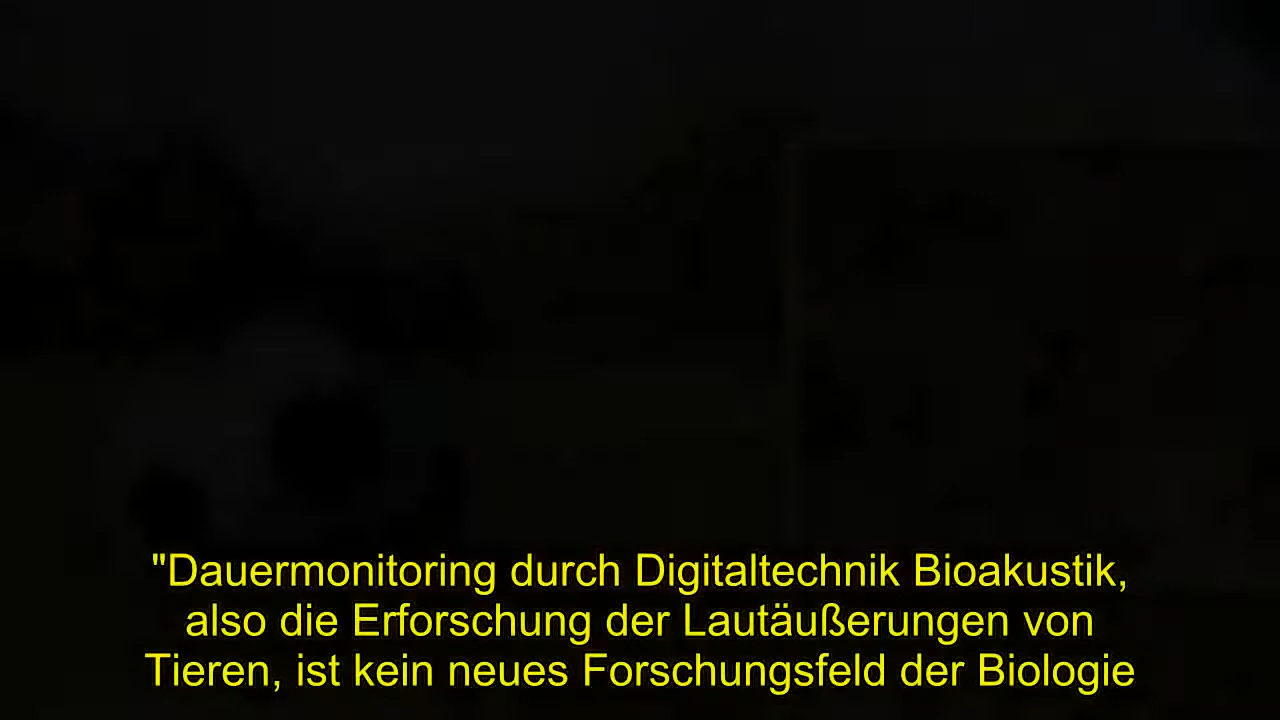 "Dauermonitoring durch Digitaltechnik Bioakustik,
also die Erforschung der Lautäußerungen von
Tieren, ist kein neues Forschungsfeld der Biologie